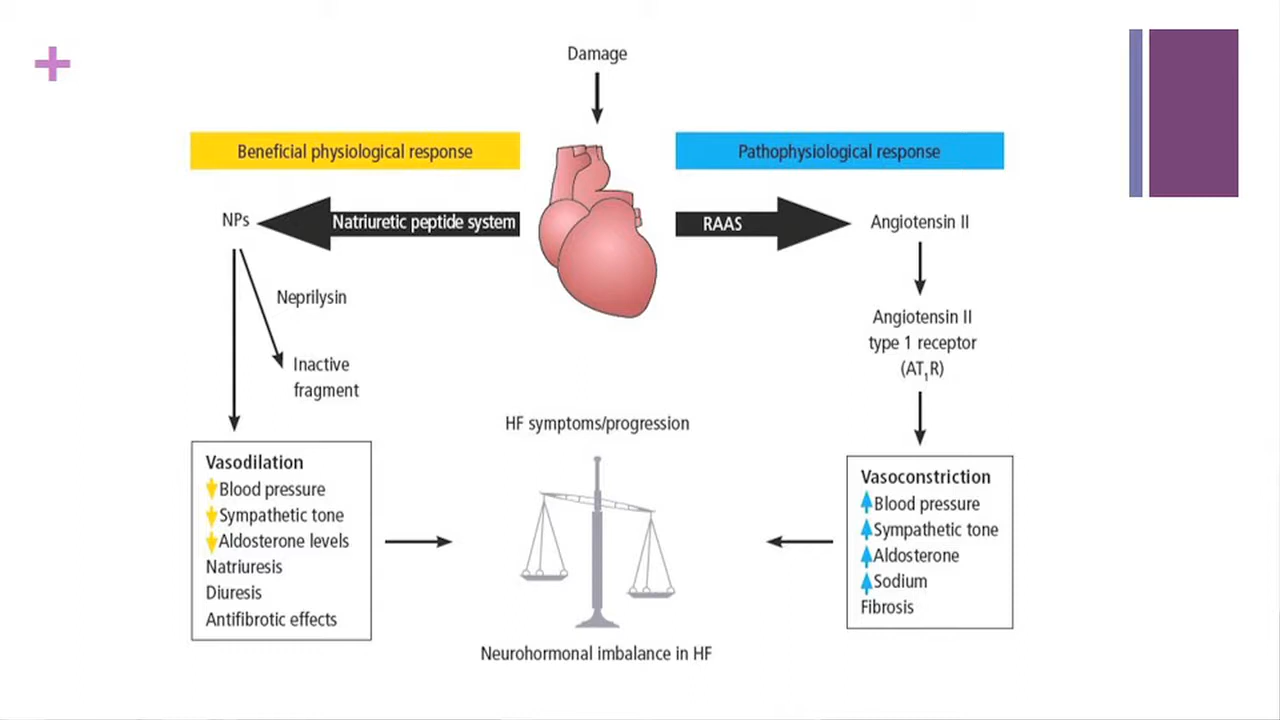 +
Damage
Beneficial physiological response
Pathophysiological response
NPs
Natriuretic peptide system
RAAS
Angiotensin II
Neprilysin
Inactive
fragment
Angiotensin II
type 1 receptor
(AT₁R)
HF symptoms/progression
Vasodilation
Blood pressure
Sympathetic tone
Aldosterone levels
Natriuresis
Diuresis
Antifibrotic effects
Vasoconstriction
Blood pressure
Sympathetic tone
Aldosterone
Sodium
Fibrosis
Neurohormonal imbalance in HF